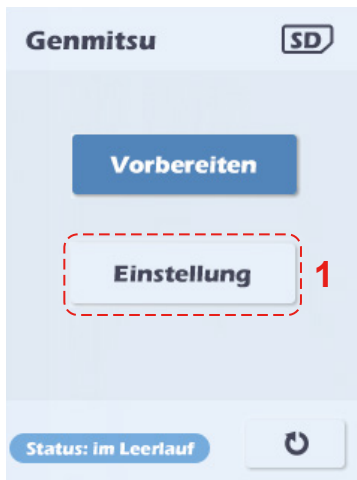 Genmitsu SD
Vorbereiten
Einstellung 1
Status: im Leerlauf